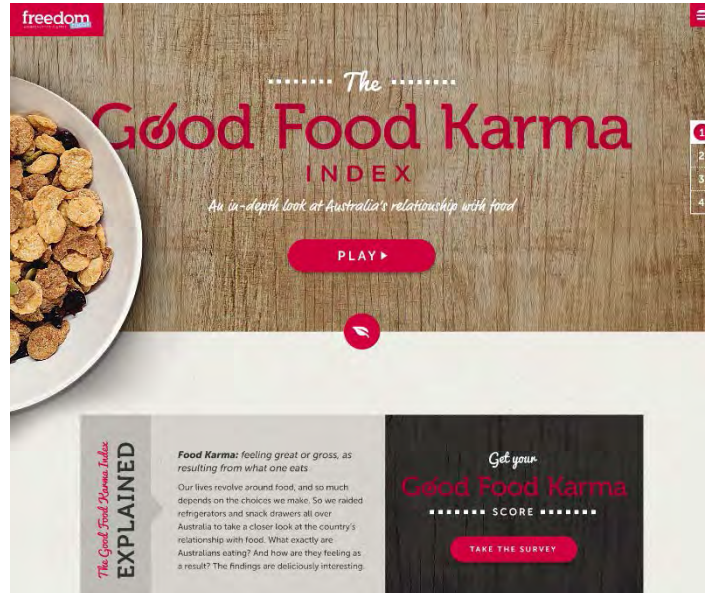 freedom
The
Good Food Karma
INDEX
An in-depth look at Australia's relationship with food
PLAY
1
2
3
4
The Good Food Karma Index
EXPLAINED
Food Karma: feeling great or gross, as
resulting from what one eats
Our lives revolve around food, and so much
depends on the choices we make. So we raided
refrigerators and snack drawers all over
Australia to take a closer look at the country's
relationship with food. What exactly are
Australians eating? And how are they feeling as
a result? The findings are deliciously interesting.
Get your
Good Food Karma
SCORE
TAKE THE SURVEY